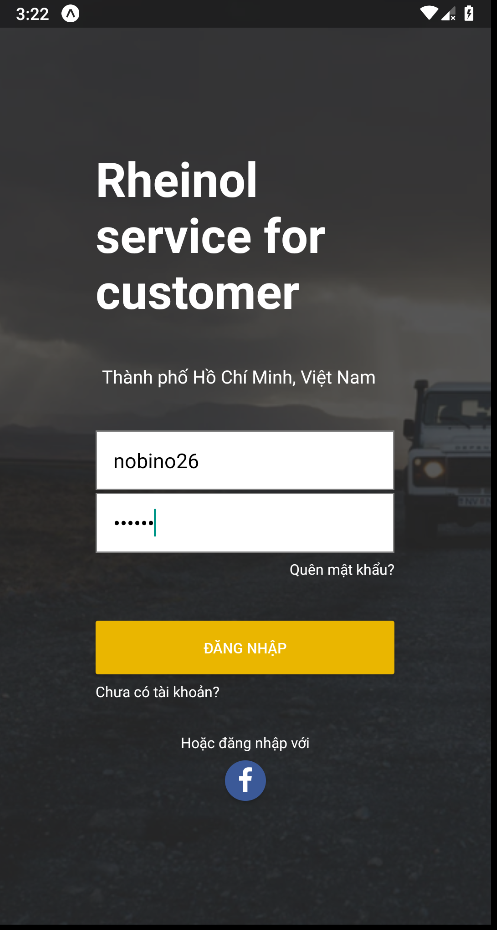 3:22
Rheinol
service for
customer
Thành phố Hồ Chí Minh, Việt Nam
nobino26
••••••
Quên mật khẩu?
ĐĂNG NHẬP
Chưa có tài khoản?
Hoặc đăng nhập với
f